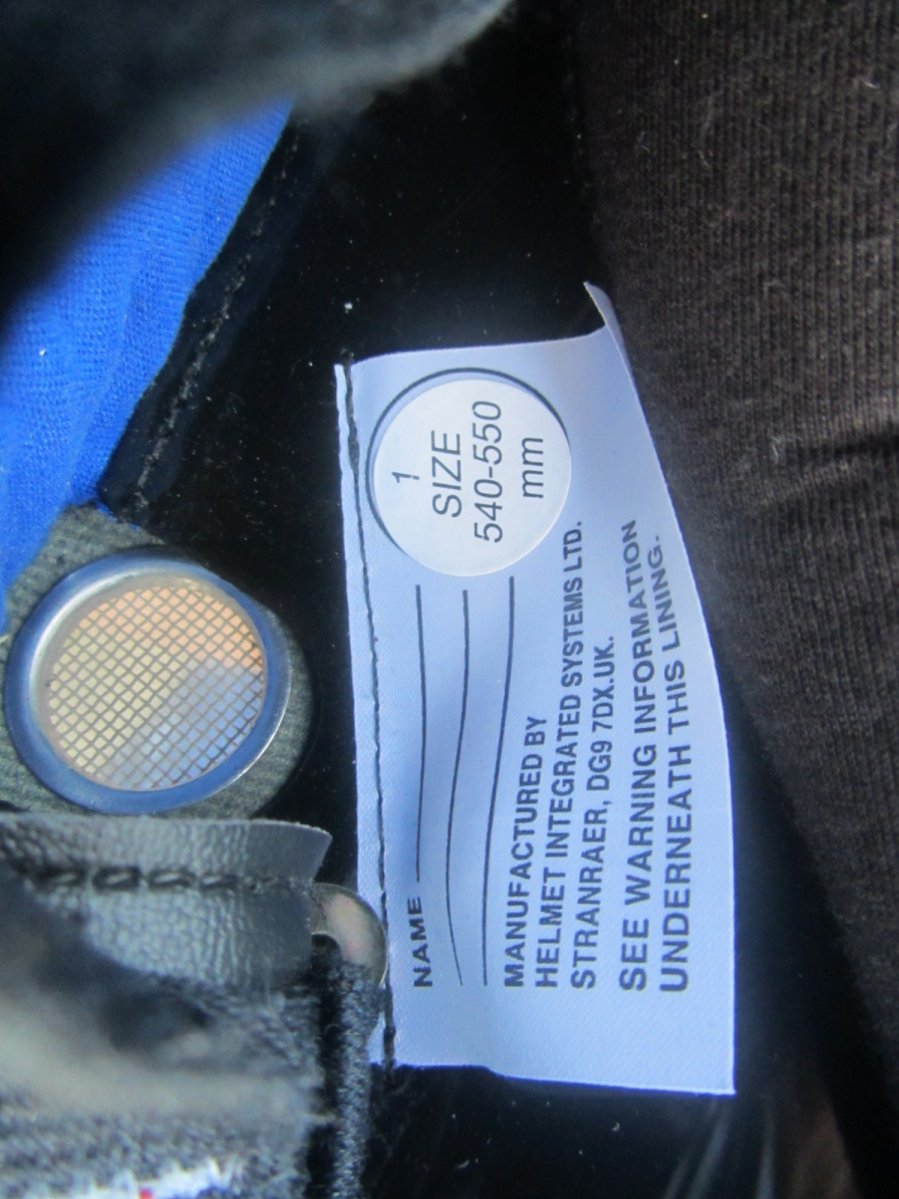 1
SIZE
540-550
mm
NAME
MANUFACTURED BY
HELMET INTEGRATED SYSTEMS LTD.
STRANRAER, DG9 7DX.UK.
SEE WARNING INFORMATION
UNDERNEATH THIS LINING.